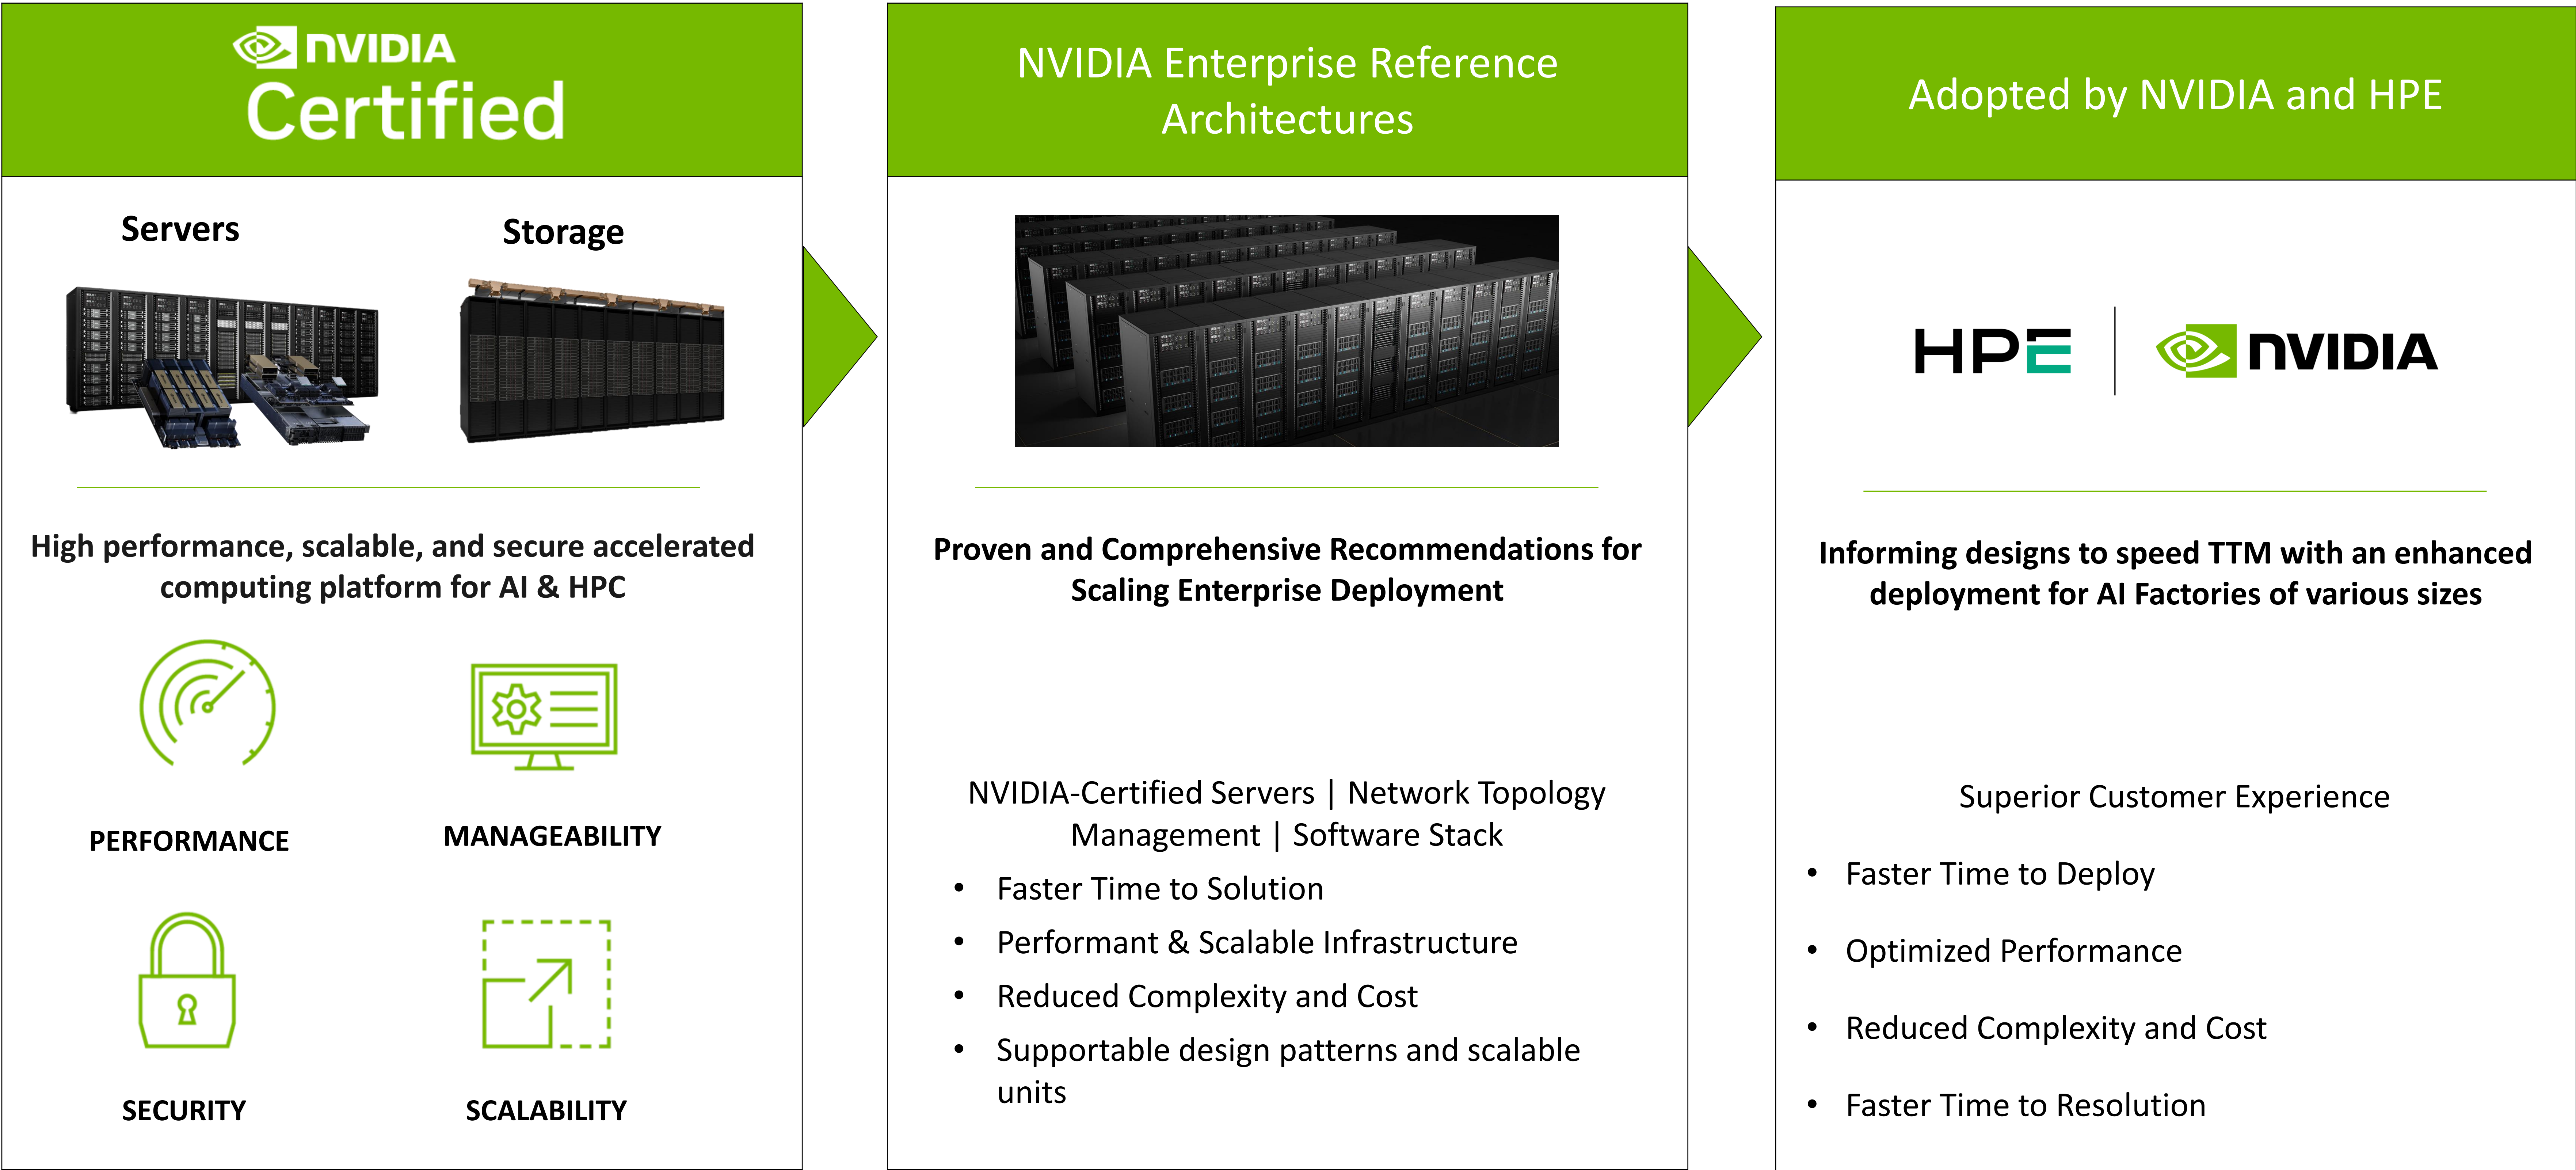 NVIDIA
Certified
Servers
Storage
High performance, scalable, and secure accelerated
computing platform for AI & HPC
PERFORMANCE
MANAGEABILITY
SECURITY
SCALABILITY
NVIDIA Enterprise Reference
Architectures
Proven and Comprehensive Recommendations for
Scaling Enterprise Deployment
NVIDIA-Certified Servers | Network Topology
Management | Software Stack
• Faster Time to Solution
• Performant & Scalable Infrastructure
• Reduced Complexity and Cost
• Supportable design patterns and scalable
units
Adopted by NVIDIA and HPE
HPE | NVIDIA
Informing designs to speed TTM with an enhanced
deployment for AI Factories of various sizes
Superior Customer Experience
• Faster Time to Deploy
• Optimized Performance
• Reduced Complexity and Cost
• Faster Time to Resolution